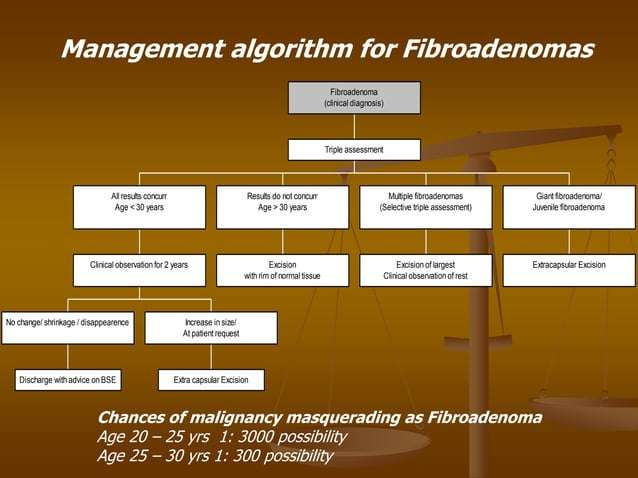 Management algorithm for Fibroadenomas
Fibroadenoma
(clinical diagnosis)
Triple assessment
All results concurr
Age < 30 years
Results do not concurr
Age > 30 years
Multiple fibroadenomas
(Selective triple assessment)
Giant fibroadenoma/
Juvenile fibroadenoma
Clinical observation for 2 years
Excision
with rim of normal tissue
Excision of largest
Clinical observation of rest
Extracapsular Excision
No change/ shrinkage / disappearence
Increase in size/
At patient request
Discharge with advice on BSE
Extra capsular Excision
Chances of malignancy masquerading as Fibroadenoma
Age 20 – 25 yrs  1: 3000 possibility
Age 25 – 30 yrs 1: 300 possibility